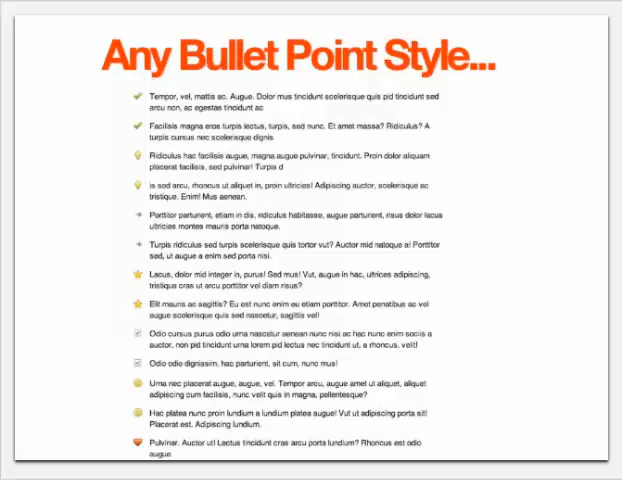 Any Bullet Point Style...
Tempor, vel, mattis ac. Augue. Dolor mus tincidunt scelerisque quis pid tincidunt sed
arcu non, ac egestas tincidunt ac
Facilisis magna eros turpis lectus, turpis, sed nunc. Et amet massa? Ridiculus? A
turpis cursus nec scelerisque dignis
Ridiculus hac facilisis augue, magna augue pulvinar, tincidunt. Proin dolor aliquam
placerat facilisis, sed pulvinar! Turpis d
is sed arcu, rhoncus ut aliquet in, proin ultricies! Adipiscing auctor, scelerisque ac
tristique. Enim! Mus aenean.
Porttitor parturient, etiam in dis, ridiculus habitasse, augue parturient, risus dolor lacus
ultricies montes mauris porta natoque.
Turpis ridiculus sed turpis scelerisque quis tortor vut? Auctor mid natoque a! Porttitor
sed, ut augue a enim sed porta nisi.
Lacus, dolor mid integer in, purus! Sed mus! Vut, augue in hac, ultrices adipiscing,
tristique cras ut arcu porttitor vel diam risus?
Elit mauris ac sagittis? Eu est nunc enim eu etiam porttitor. Amet penatibus ac vel
augue scelerisque quis sed nascetur, sagittis vel!
Odio cursus purus odio urna nascetur aenean nunc nisi ac hac nunc enim sociis a
auctor, non pid tincidunt urna lorem pid lectus nec tincidunt ut, a rhoncus, velit!
Odio odio dignissim, hac parturient, sit cum, nunc mus!
Urna nec placerat augue, augue, vel. Tempor arcu, augue amet ut aliquet, aliquet
adipiscing cum facilisis, nunc velit quis in magna, pellentesque?
Hac platea nunc proin lundium a lundium platea augue! Vut ut adipiscing porta sit!
Placerat est. Adipiscing lundium.
Pulvinar. Auctor ut! Lectus tincidunt cras arcu porta lundium? Rhoncus est odio
augue.